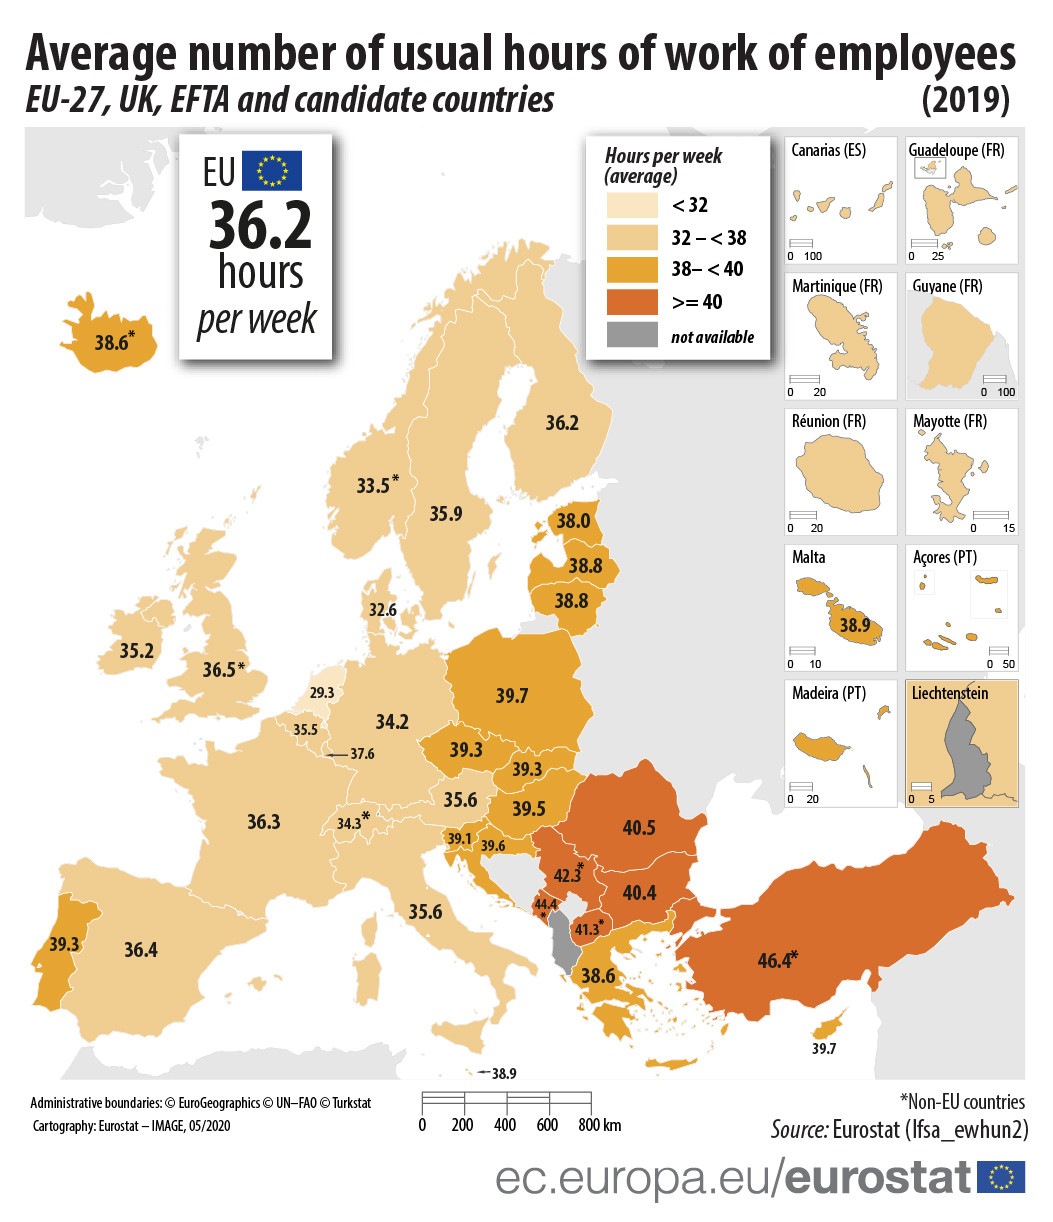 Average number of usual hours of work of employees
EU-27, UK, EFTA and candidate countries
(2019)
EU
36.2
hours
per week
Hours per week
(average)
< 32
32 – < 38
38– < 40
>= 40
not available
Canarias (ES)
0 100
Guadeloupe (FR)
0 25
Martinique (FR)
0 20
Guyane (FR)
0 100
Réunion (FR)
0 20
Mayotte (FR)
0 15
Malta
38.9
0 10
Açores (PT)
0 50
Madeira (PT)
0 20
Liechtenstein
0 5
38.6*
36.2
33.5*
35.9
38.0
38.8
38.8
32.6
35.2
36.5*
29.3
39.7
34.2
35.5
37.6
39.3
39.3
35.6
39.5
36.3
34.3*
39.1
39.6
40.5
42.3*
40.4
44.4
*
41.3*
35.6
39.3
36.4
46.4*
38.6
39.7
38.9
Administrative boundaries: © EuroGeographics © UN–FAO © Turkstat
Cartography: Eurostat – IMAGE, 05/2020
0 200 400 600 800 km
*Non-EU countries
Source: Eurostat (lfsa_ewhun2)
ec.europa.eu/eurostat